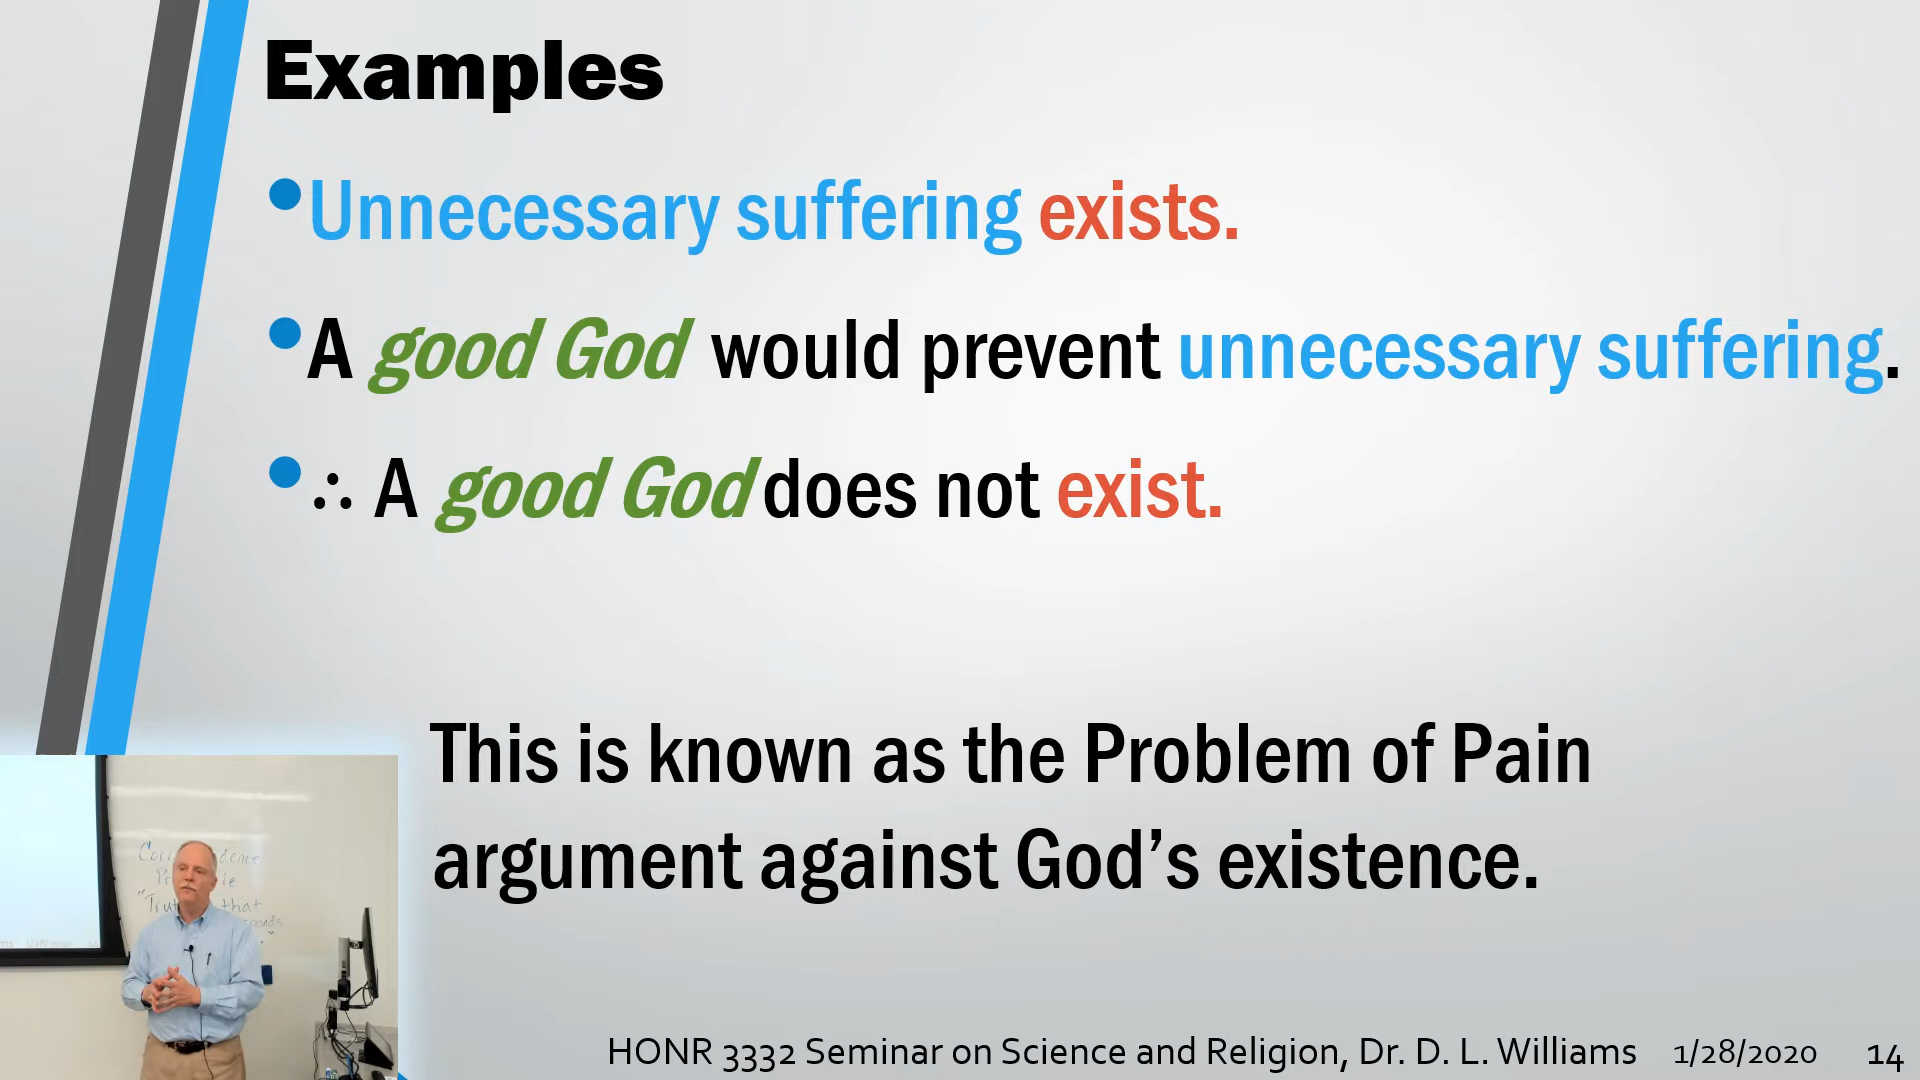 Examples
•Unnecessary suffering exists.
•A good God would prevent unnecessary suffering.
•∴ A good God does not exist.
This is known as the Problem of Pain
argument against God’s existence.
that
HONR 3332 Seminar on Science and Religion, Dr. D. L. Williams 1/28/2020 14